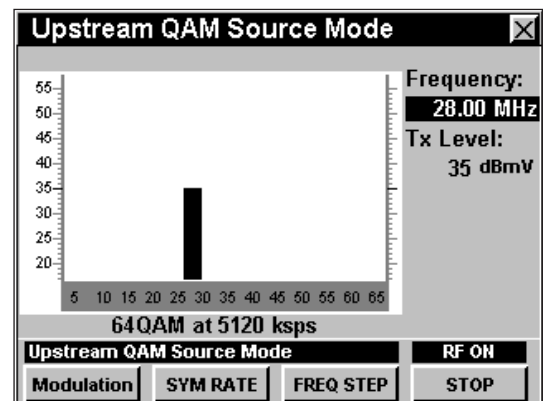 Upstream QAM Source Mode
55
50
45
40
35
30
25
20
5 10 15 20 25 30 35 40 45 50 55 60 65
64QAM at 5120 ksps
Frequency:
28.00 MHz
Tx Level:
35 dBmV
Upstream QAM Source Mode RF ON
Modulation SYM RATE FREQ STEP STOP